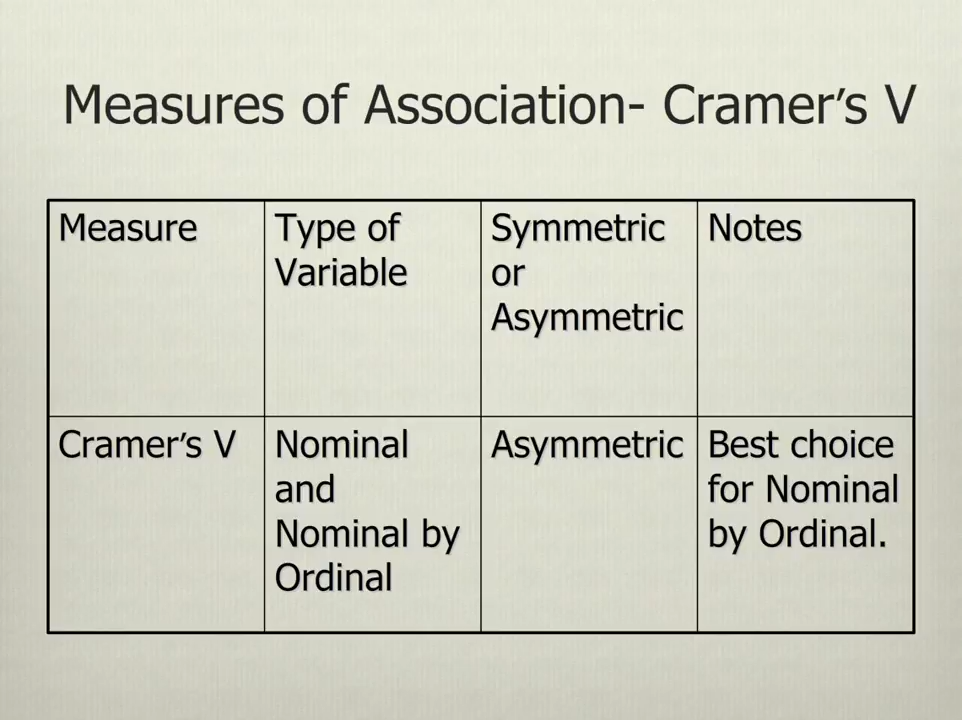 Measures of Association- Cramer’s V
Measure
Type of
Variable
Symmetric
or
Asymmetric
Notes
Cramer’s V
Nominal
and
Nominal by
Ordinal
Asymmetric
Best choice
for Nominal
by Ordinal.